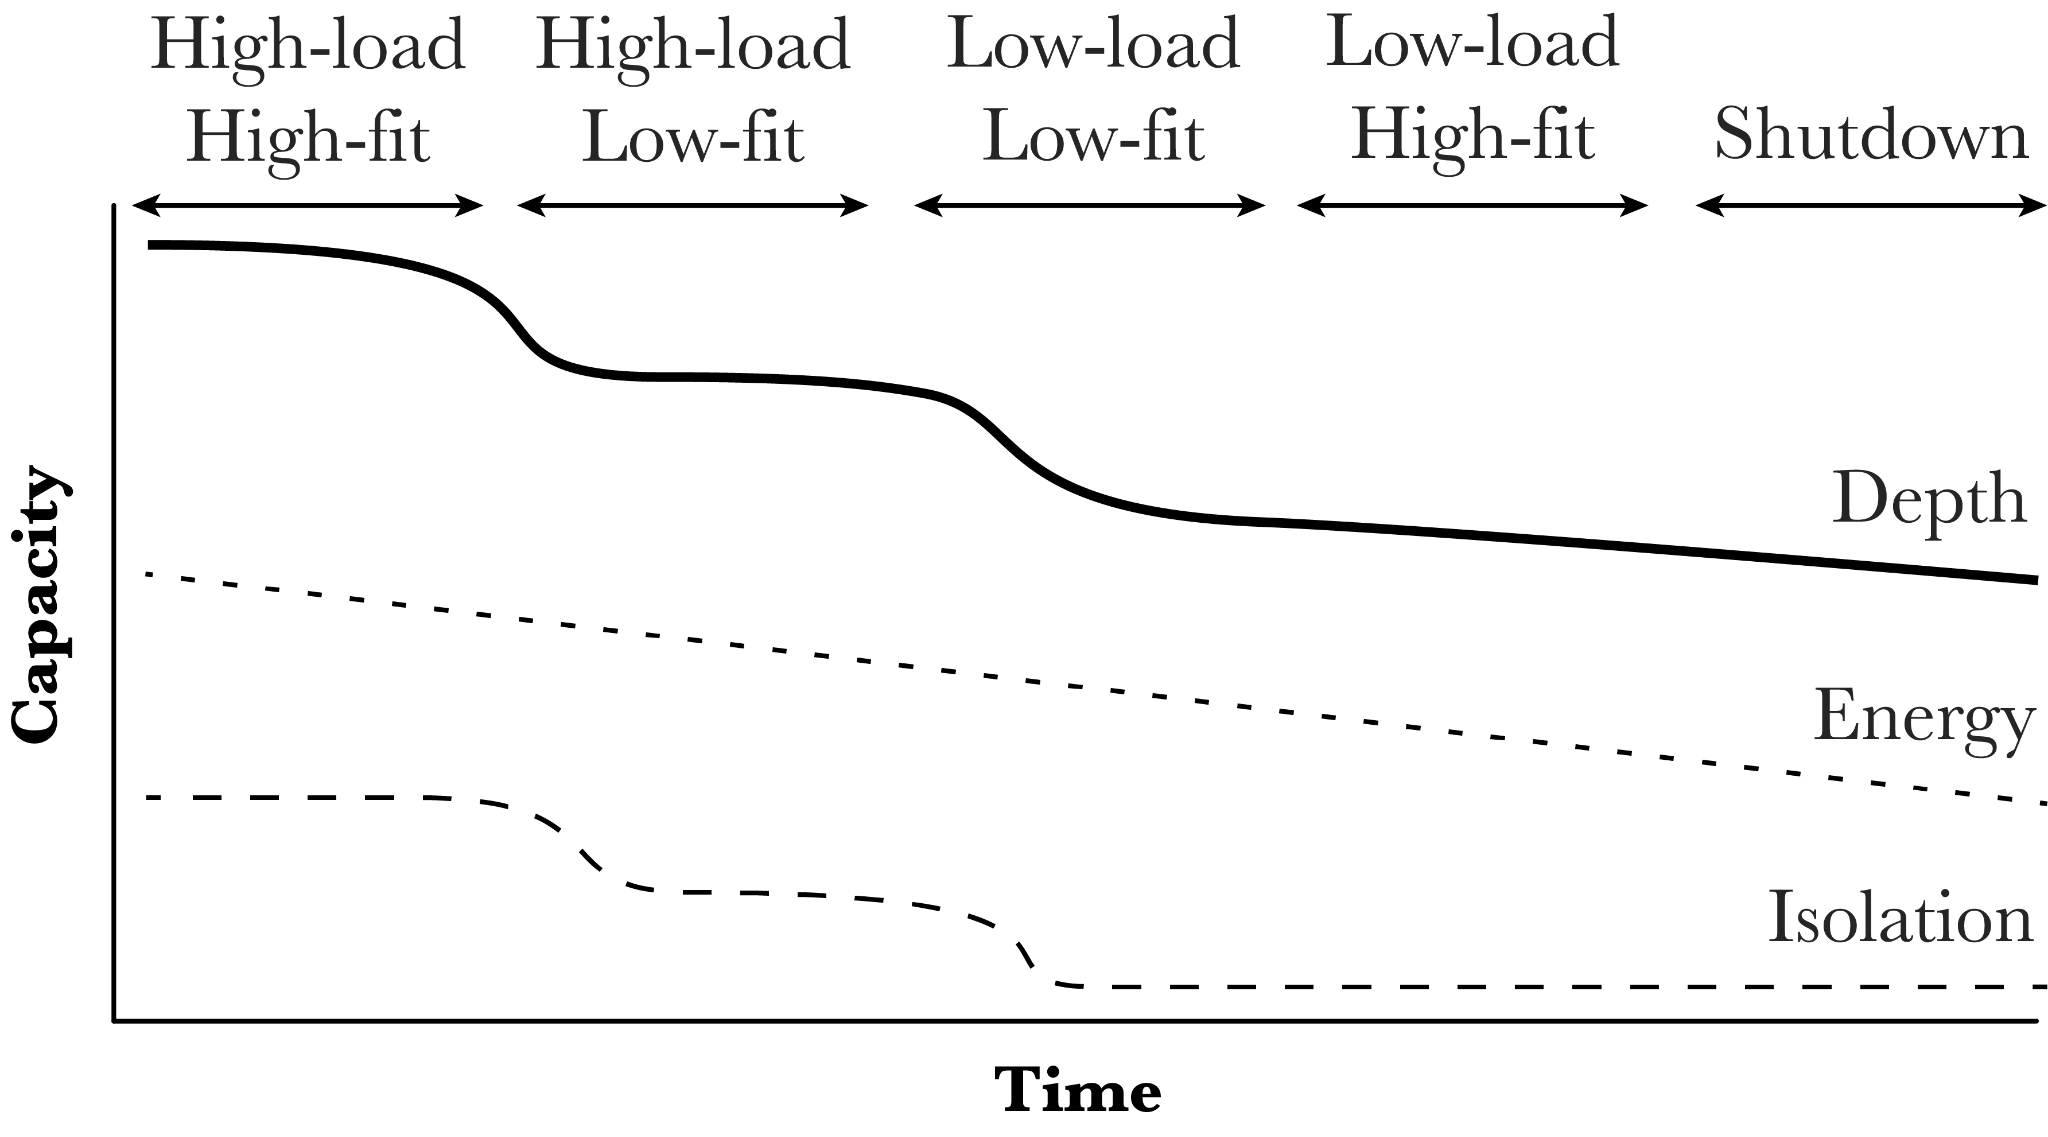 High-load
High-fit
High-load
Low-fit
Low-load
Low-fit
Low-load
High-fit
Shutdown
Capacity
Depth
Energy
Isolation
Time